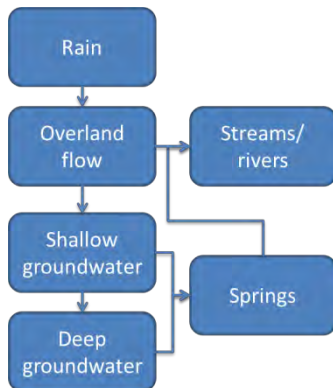 Rain
Overland
flow
Streams/
rivers
Shallow
groundwater
Springs
Deep
groundwater